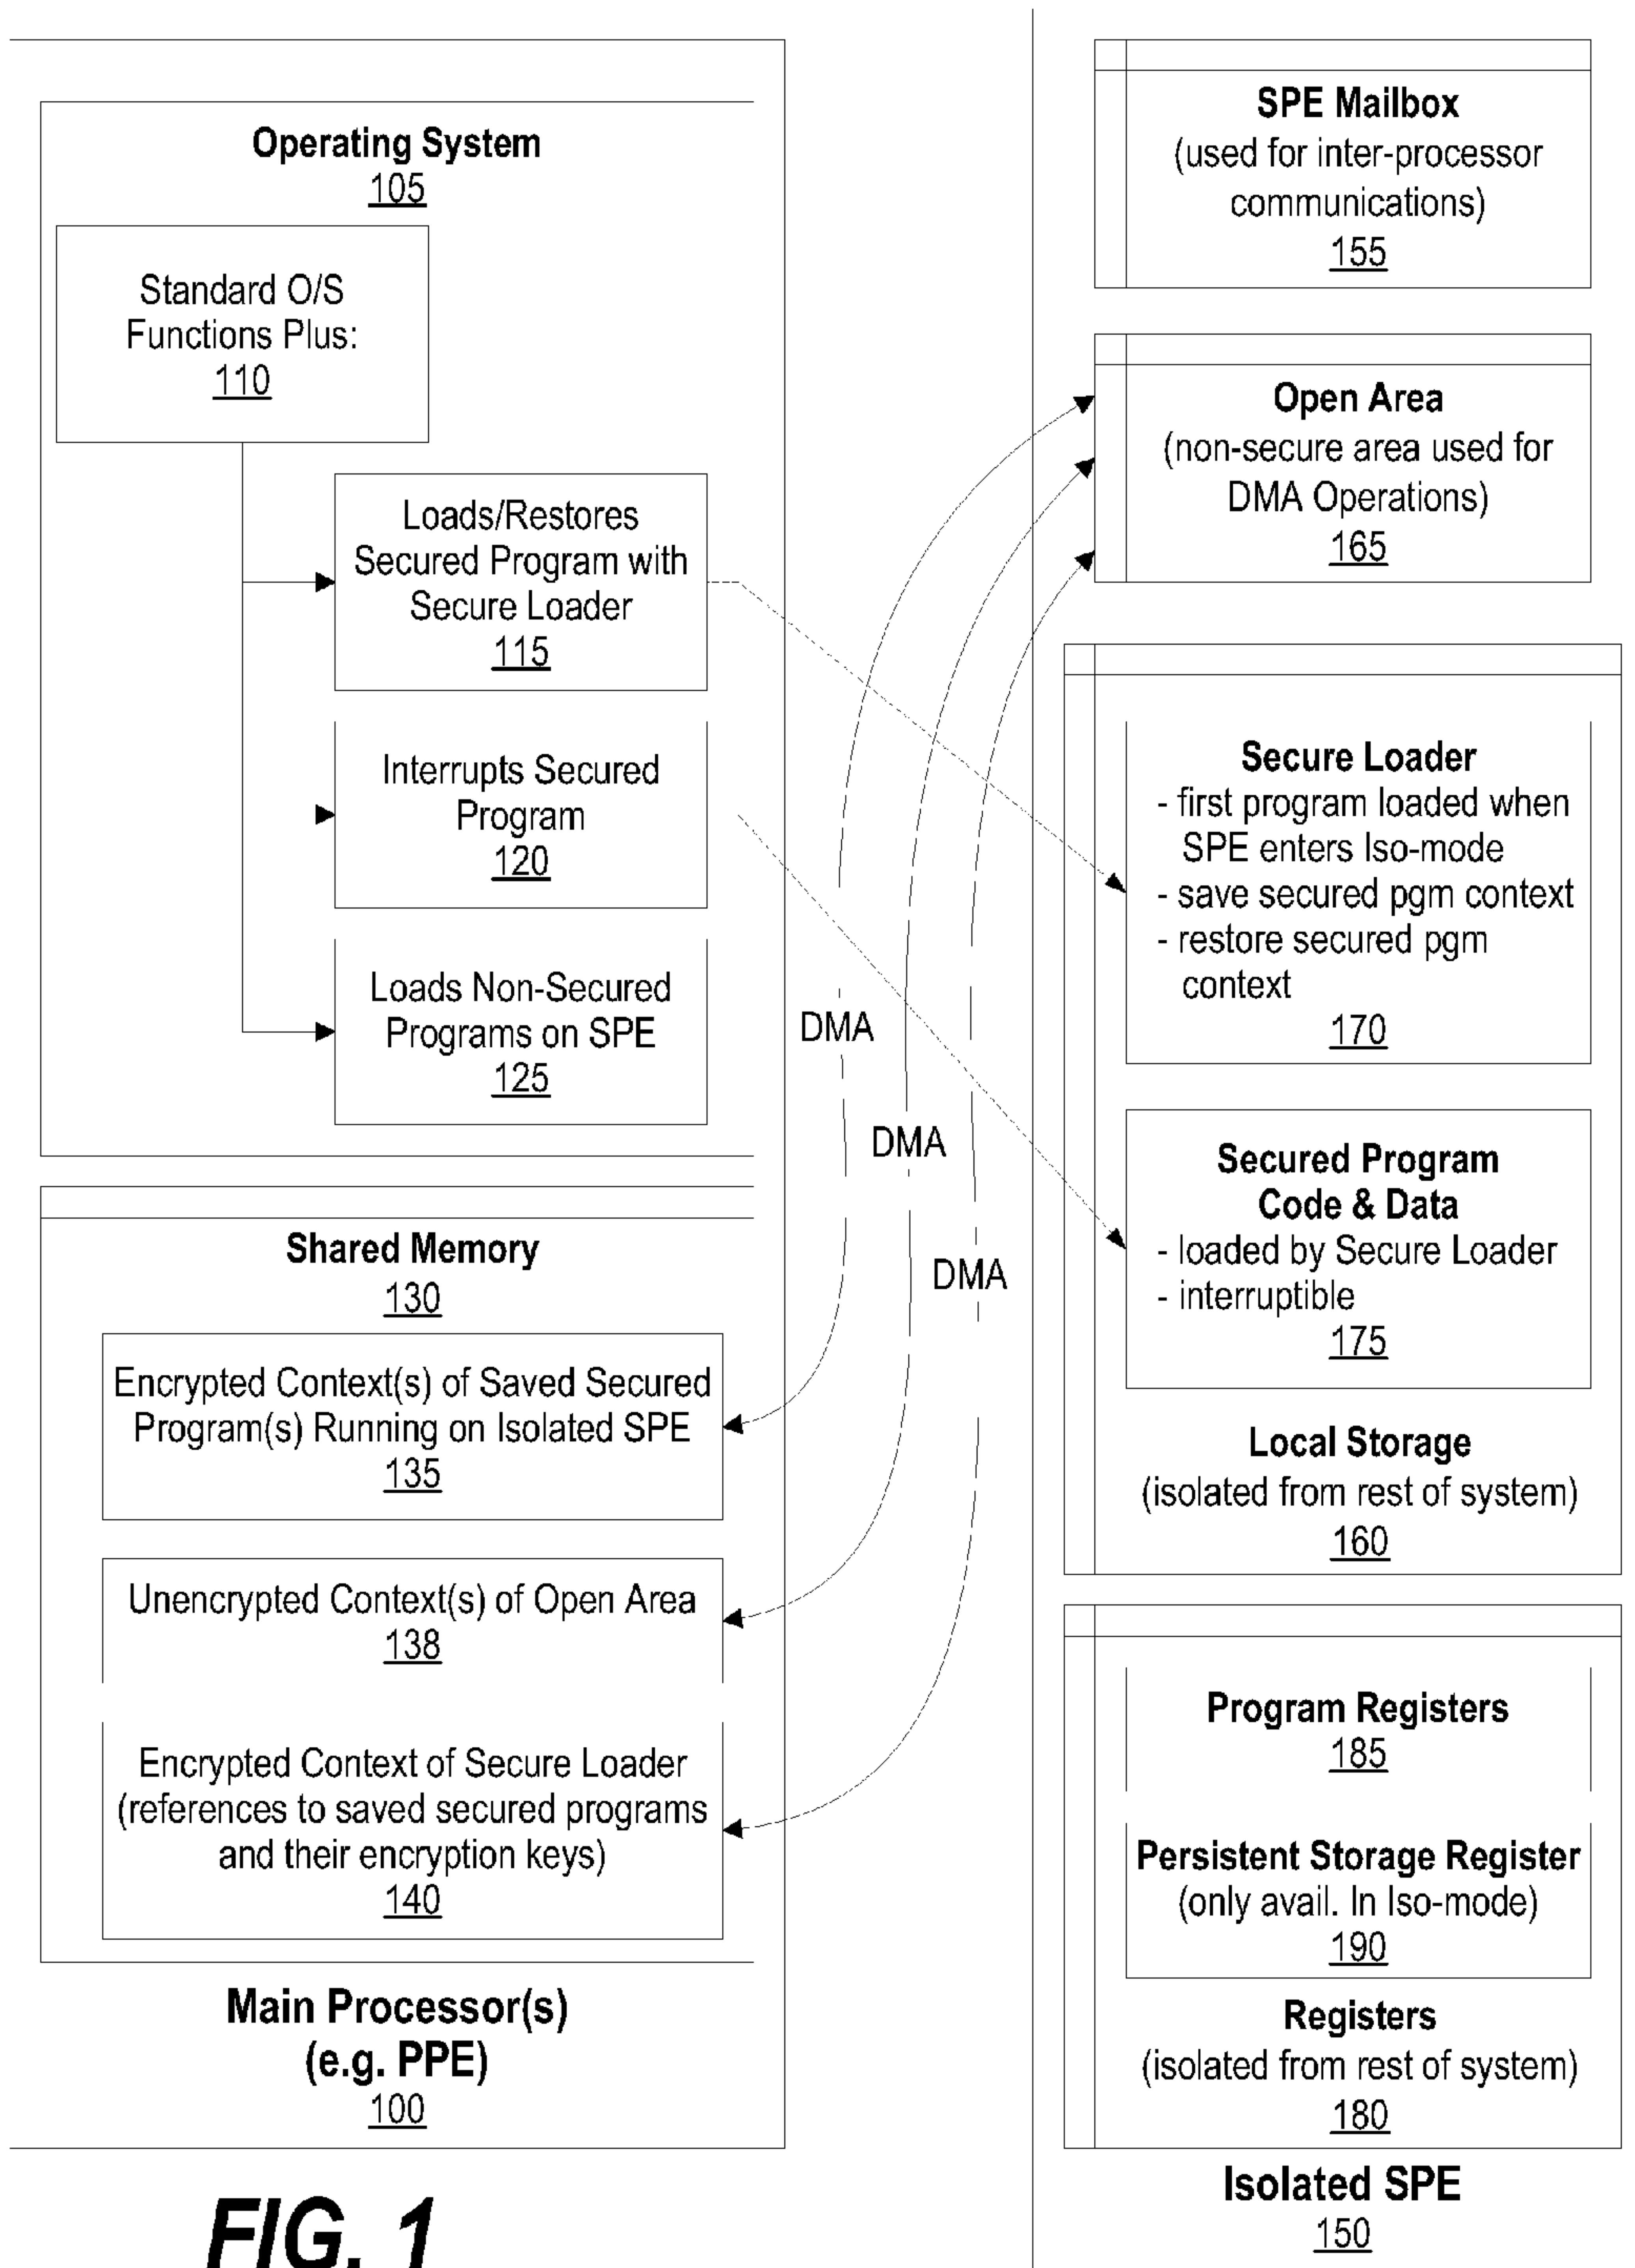 Operating System
105
Standard O/S
Functions Plus:
110
Loads/Restores
Secured Program with
Secure Loader
115
Interrupts Secured
Program
120
Loads Non-Secured
Programs on SPE
125
Shared Memory
130
Encrypted Context(s) of Saved Secured
Program(s) Running on Isolated SPE
135
Unencrypted Context(s) of Open Area
138
Encrypted Context of Secure Loader
(references to saved secured programs
and their encryption keys)
140
Main Processor(s)
(e.g. PPE)
100
DMA
DMA
DMA
SPE Mailbox
(used for inter-processor
communications)
155
Open Area
(non-secure area used for
DMA Operations)
165
Secure Loader
- first program loaded when
SPE enters Iso-mode
- save secured pgm context
- restore secured pgm
context
170
Secured Program
Code & Data
- loaded by Secure Loader
- interruptible
175
Local Storage
(isolated from rest of system)
160
Program Registers
185
Persistent Storage Register
(only avail. In Iso-mode)
190
Registers
(isolated from rest of system)
180
Isolated SPE
150
FIG. 1